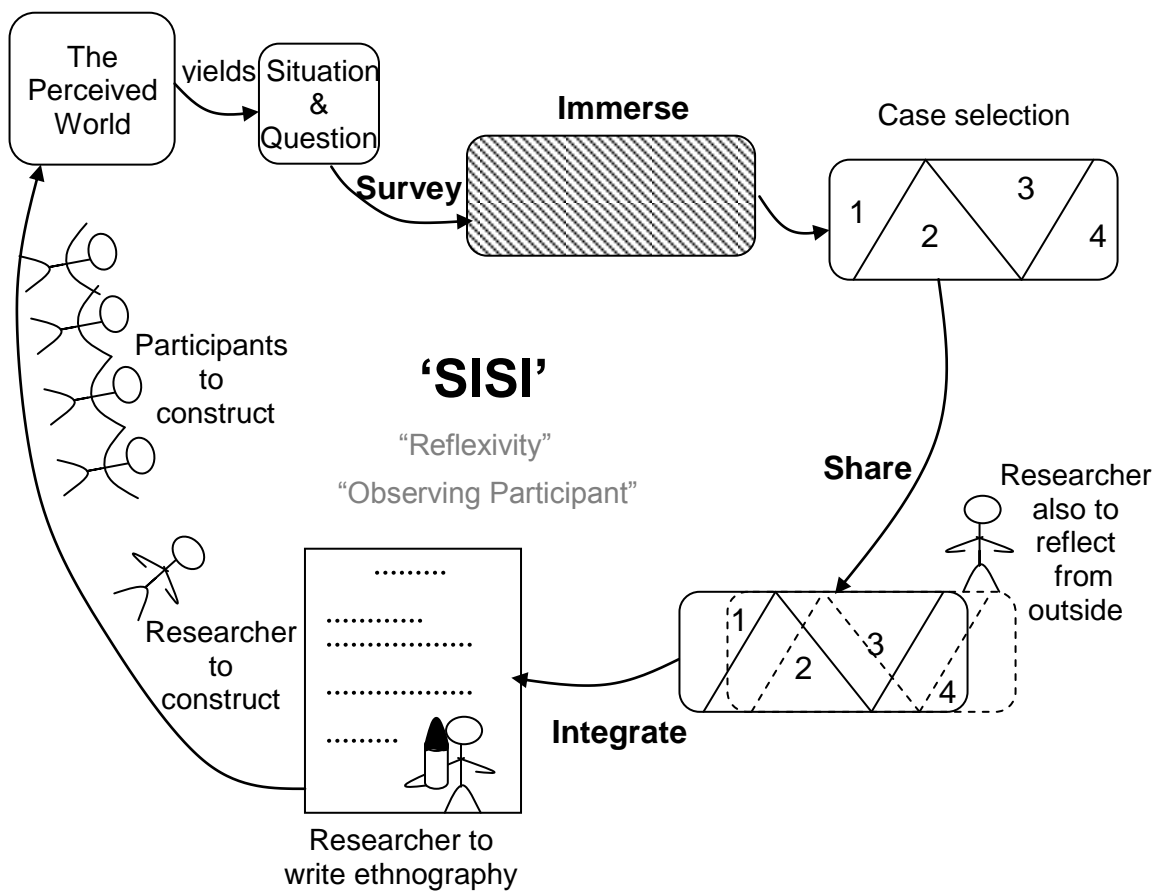 The
Perceived
World
yields
Situation
&
Question
Survey
Immerse
Case selection
1
2
3
4
Participants
to
construct
‘SISI’
“Reflexivity”
“Observing Participant”
Share
Researcher
also to
reflect
from
outside
1
2
3
4
Researcher
to
construct
Integrate
Researcher to
write ethnography